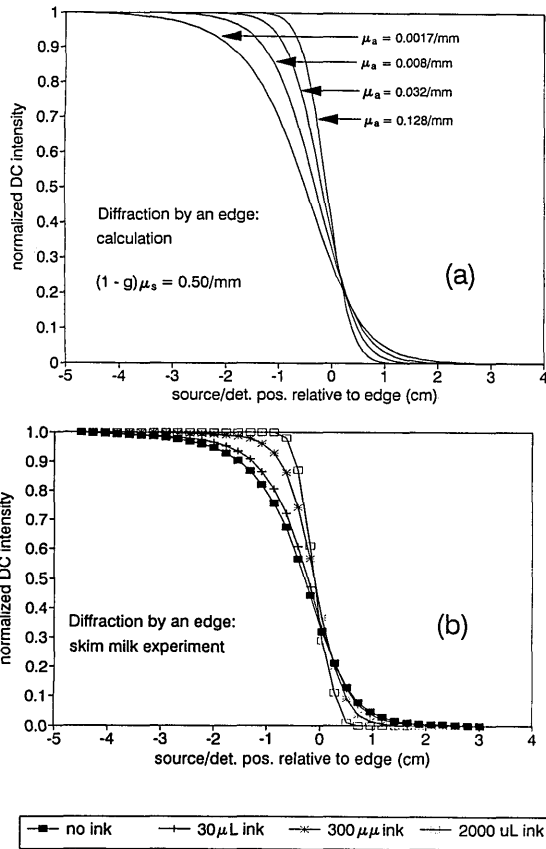 1
0.9
0.8
0.7
0.6
0.5
0.4
0.3
0.2
0.1
0
normalized DC intensity
μa = 0.0017/mm
μa = 0.008/mm
μa = 0.032/mm
μa = 0.128/mm
Diffraction by an edge:
calculation
(1 - g)μs = 0.50/mm
(a)
-5 -4 -3 -2 -1 0 1 2 3 4
source/det. pos. relative to edge (cm)
1.0
0.9
0.8
0.7
0.6
0.5
0.4
0.3
0.2
0.1
0.0
normalized DC intensity
Diffraction by an edge:
skim milk experiment
(b)
-5 -4 -3 -2 -1 0 1 2 3 4
source/det. pos. relative to edge (cm)
no ink 30μL ink 300μμ ink 2000 uL ink